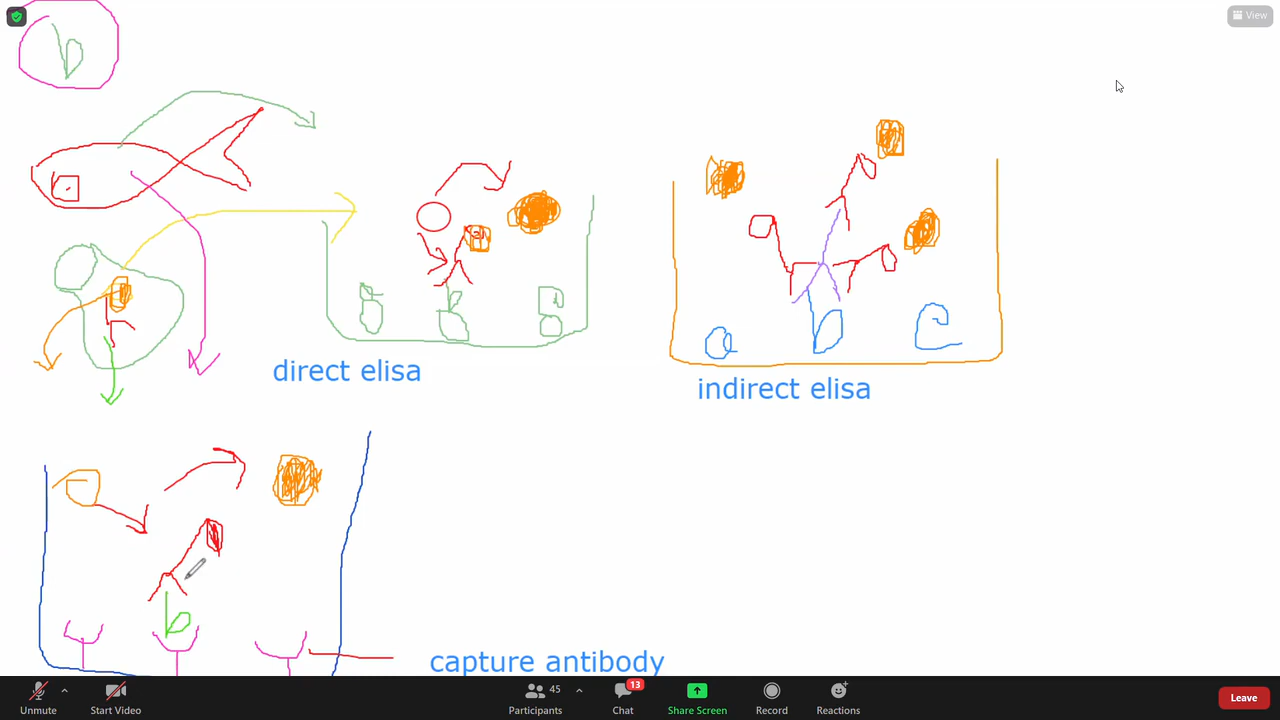 View
b
b b a
direct elisa
a b c
indirect elisa
b
capture antibody
Unmute
Start Video
45
Participants
13
Chat
Share Screen
Record
Reactions
Leave